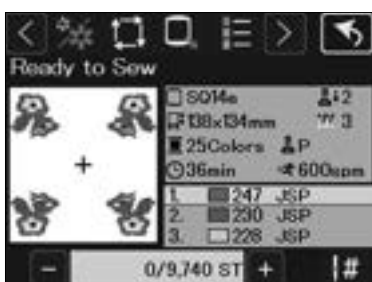 Ready to Sew
SQ14a 2
138x134mm 3
25Colors P
36min 600spm
1. 247 JSP
2. 230 JSP
3. 228 JSP
- 0/9,740 ST + #